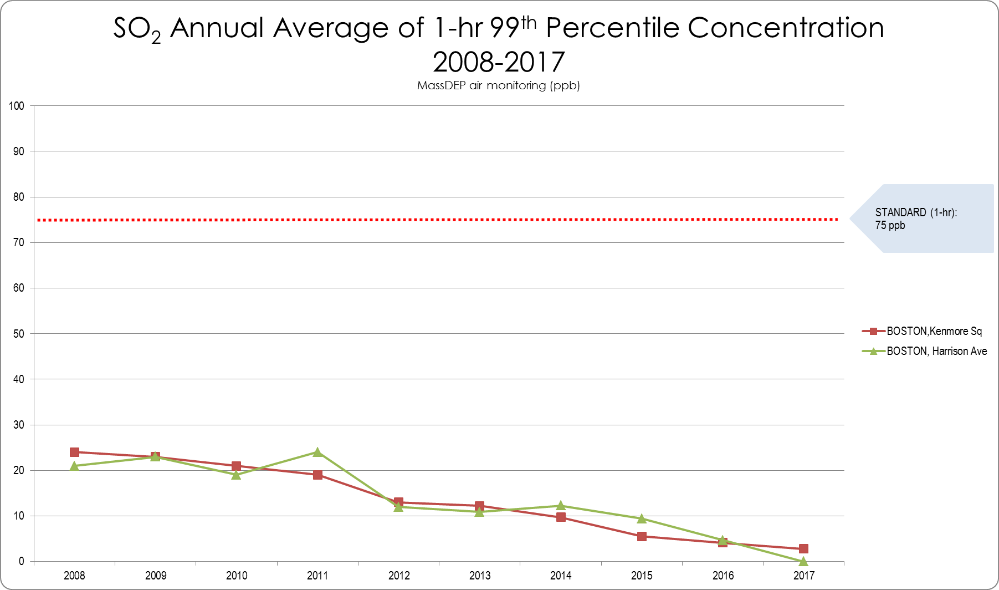 SO₂ Annual Average of 1-hr 99ᵗʰ Percentile Concentration
2008-2017
MassDEP air monitoring (ppb)
100
90
80
70
60
50
40
30
20
10
0
STANDARD (1-hr):
75 ppb
BOSTON,Kenmore Sq
BOSTON, Harrison Ave
2008 2009 2010 2011 2012 2013 2014 2015 2016 2017